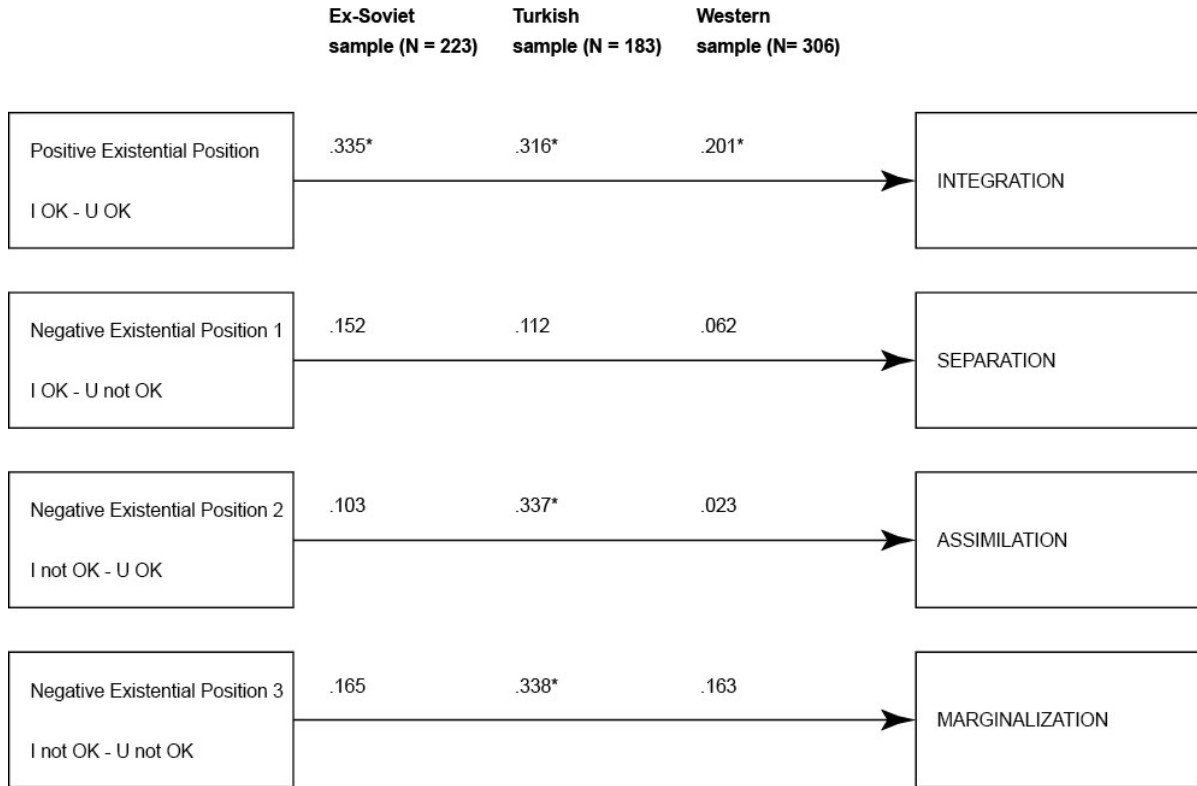 Ex-Soviet
sample (N = 223)
Turkish
sample (N = 183)
Western
sample (N= 306)
Positive Existential Position
I OK - U OK
.335*
.316*
.201*
INTEGRATION
Negative Existential Position 1
I OK - U not OK
.152
.112
.062
SEPARATION
Negative Existential Position 2
I not OK - U OK
.103
.337*
.023
ASSIMILATION
Negative Existential Position 3
I not OK - U not OK
.165
.338*
.163
MARGINALIZATION